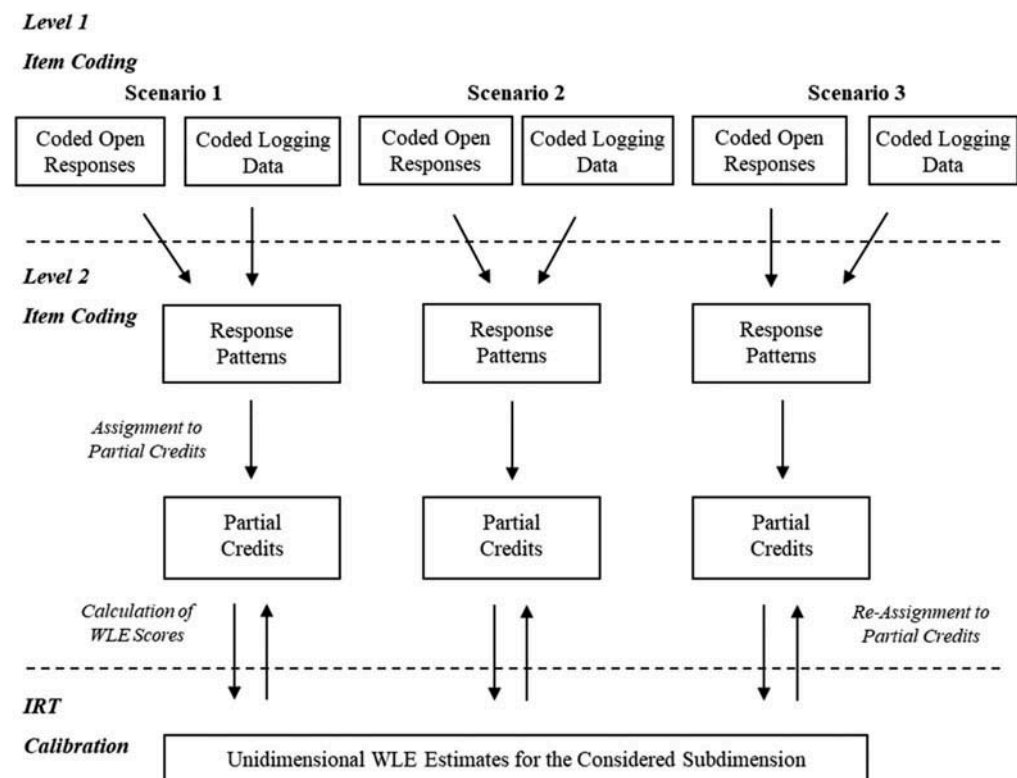 Level 1
Item Coding
Scenario 1
Scenario 2
Scenario 3
Coded Open
Responses
Coded Logging
Data
Coded Open
Responses
Coded Logging
Data
Coded Open
Responses
Coded Logging
Data
Level 2
Item Coding
Response
Patterns
Response
Patterns
Response
Patterns
Assignment to
Partial Credits
Partial
Credits
Partial
Credits
Partial
Credits
Calculation of
WLE Scores
Re-Assignment to
Partial Credits
IRT
Calibration
Unidimensional WLE Estimates for the Considered Subdimension